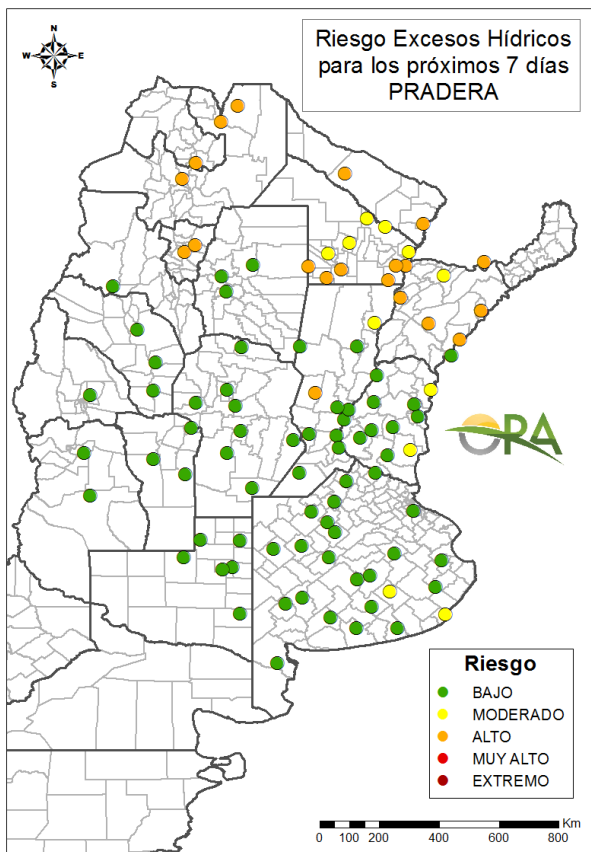 Riesgo Excesos Hídricos
para los próximos 7 días
PRADERA
N
W E
S
ORA
Riesgo
BAJO
MODERADO
ALTO
MUY ALTO
EXTREMO
Km
0 100 200 400 600 800